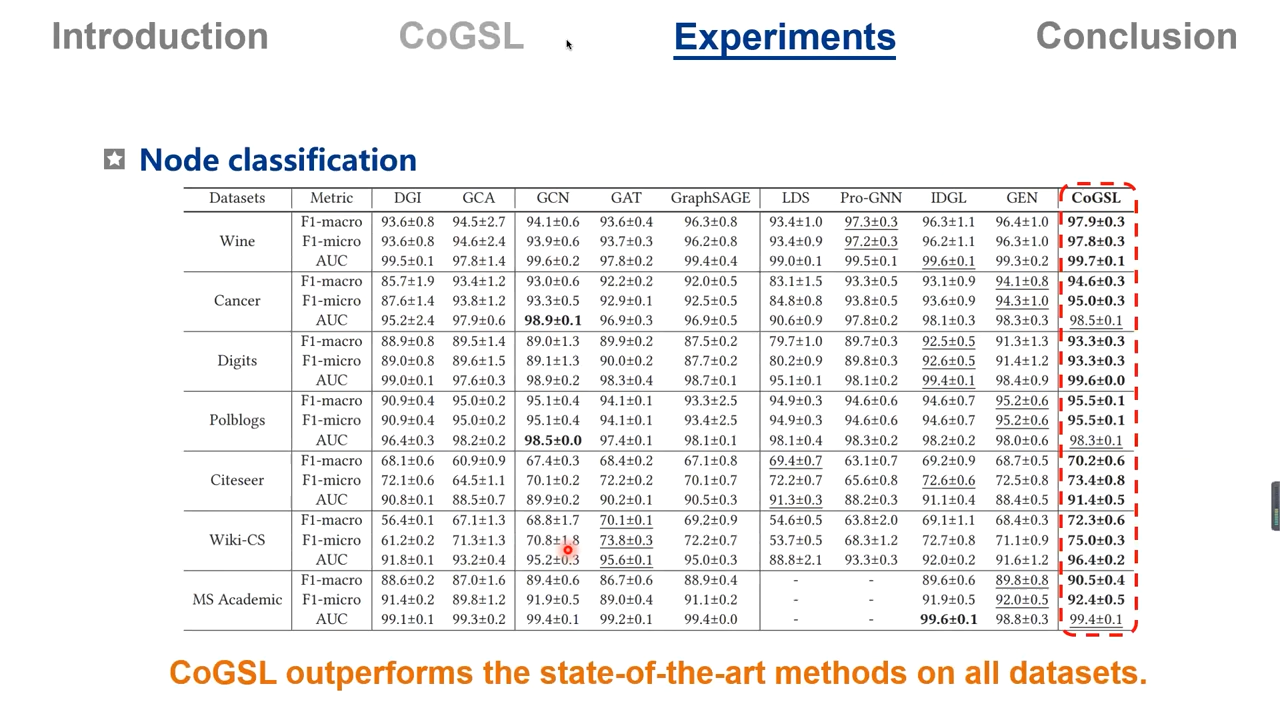 Introduction CoGSL Experiments Conclusion
Node classification
Datasets Metric DGI GCA GCN GAT GraphSAGE LDS Pro-GNN IDGL GEN CoGSL
F1-macro 93.6±0.8 94.5±2.7 94.1±0.6 93.6±0.4 96.3±0.8 93.4±1.0 97.3±0.3 96.3±1.1 96.4±1.0 97.9±0.3
Wine F1-micro 93.6±0.8 94.6±2.4 93.9±0.6 93.7±0.3 96.2±0.8 93.4±0.9 97.2±0.3 96.2±1.1 96.3±1.0 97.8±0.3
AUC 99.5±0.1 97.8±1.4 99.6±0.2 97.8±0.2 99.4±0.4 99.0±0.1 99.5±0.1 99.6±0.1 99.3±0.2 99.7±0.1
F1-macro 85.7±1.9 93.4±1.2 93.0±0.6 92.2±0.2 92.0±0.5 83.1±1.5 93.3±0.5 93.1±0.9 94.1±0.8 94.6±0.3
Cancer F1-micro 87.6±1.4 93.8±1.2 93.3±0.5 92.9±0.1 92.5±0.5 84.8±0.8 93.8±0.5 93.6±0.9 94.3±1.0 95.0±0.3
AUC 95.2±2.4 97.9±0.6 98.9±0.1 96.9±0.3 96.9±0.5 90.6±0.9 97.8±0.2 98.1±0.3 98.3±0.3 98.5±0.1
F1-macro 88.9±0.8 89.5±1.4 89.0±1.3 89.9±0.2 87.5±0.2 79.7±1.0 89.7±0.3 92.5±0.5 91.3±1.3 93.3±0.3
Digits F1-micro 89.0±0.8 89.6±1.5 89.1±1.3 90.0±0.2 87.7±0.2 80.2±0.9 89.8±0.3 92.6±0.5 91.4±1.2 93.3±0.3
AUC 99.0±0.1 97.6±0.3 98.9±0.2 98.3±0.4 98.7±0.1 95.1±0.1 98.1±0.2 99.4±0.1 98.4±0.9 99.6±0.0
F1-macro 90.9±0.4 95.0±0.2 95.1±0.4 94.1±0.1 93.3±2.5 94.9±0.3 94.6±0.6 94.6±0.7 95.2±0.6 95.5±0.1
Polblogs F1-micro 90.9±0.4 95.0±0.2 95.1±0.4 94.1±0.1 93.4±2.5 94.9±0.3 94.6±0.6 94.6±0.7 95.2±0.6 95.5±0.1
AUC 96.4±0.3 98.2±0.2 98.5±0.0 97.4±0.1 98.1±0.1 98.1±0.4 98.3±0.2 98.2±0.2 98.0±0.6 98.3±0.1
F1-macro 68.1±0.6 60.9±0.9 67.4±0.3 68.4±0.2 67.1±0.8 69.4±0.7 63.1±0.7 69.2±0.9 68.7±0.5 70.2±0.6
Citeseer F1-micro 72.1±0.6 64.5±1.1 70.1±0.2 72.2±0.2 70.1±0.7 72.2±0.7 65.6±0.8 72.6±0.6 72.5±0.8 73.4±0.8
AUC 90.8±0.1 88.5±0.7 89.9±0.2 90.2±0.1 90.5±0.3 91.3±0.3 88.2±0.3 91.1±0.4 88.4±0.5 91.4±0.5
F1-macro 56.4±0.1 67.1±1.3 68.8±1.7 70.1±0.1 69.2±0.9 54.6±0.5 63.8±2.0 69.1±1.1 68.4±0.3 72.3±0.6
Wiki-CS F1-micro 61.2±0.2 71.3±1.3 70.8±1.8 73.8±0.3 72.2±0.7 53.7±0.5 68.3±1.2 72.7±0.8 71.1±0.9 75.0±0.3
AUC 91.8±0.1 93.2±0.4 95.2±0.3 95.6±0.1 95.0±0.3 88.8±2.1 93.3±0.3 92.0±0.2 91.6±1.2 96.4±0.2
F1-macro 88.6±0.2 87.0±1.6 89.4±0.6 86.7±0.6 88.9±0.4 - - 89.6±0.6 89.8±0.8 90.5±0.4
MS Academic F1-micro 91.4±0.2 89.8±1.2 91.9±0.5 89.0±0.4 91.1±0.2 - - 91.9±0.5 92.0±0.5 92.4±0.5
AUC 99.1±0.1 99.3±0.2 99.4±0.1 99.2±0.1 99.4±0.0 - - 99.6±0.1 98.8±0.3 99.4±0.1
CoGSL outperforms the state-of-the-art methods on all datasets.